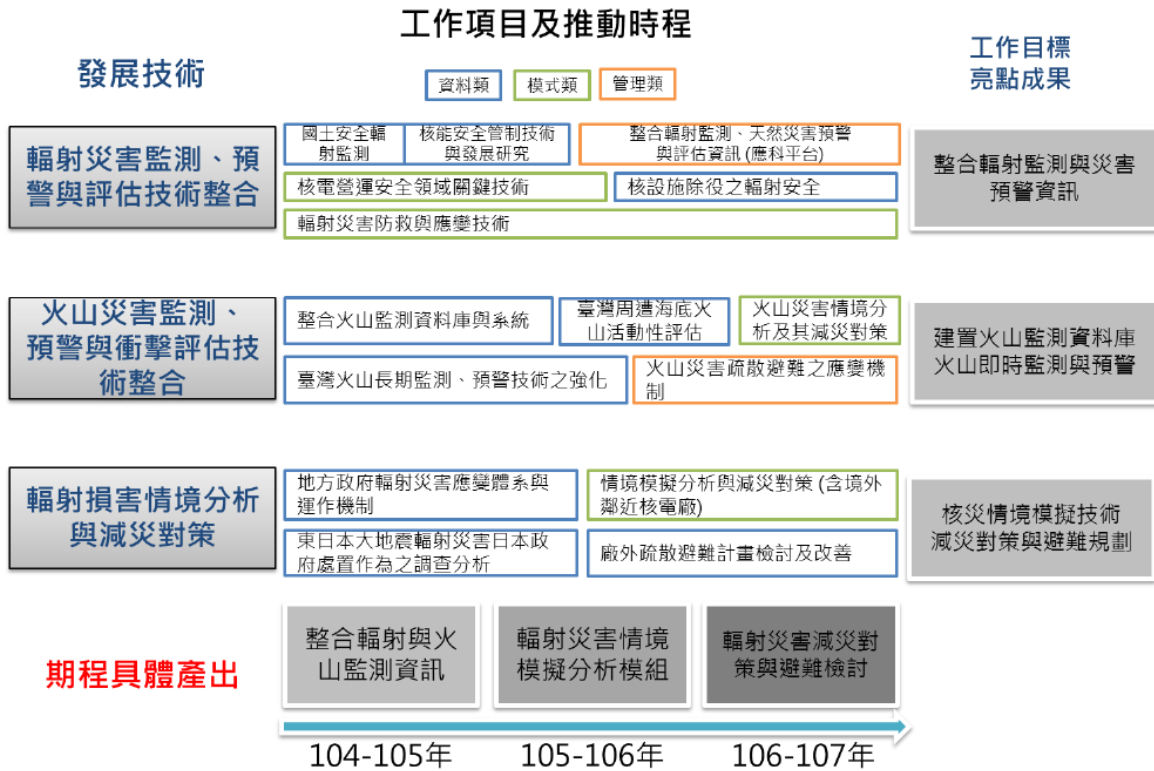 工作項目及推動時程
發展技術
工作目標
亮點成果
資料類
模式類
管理類
輻射災害監測、預
警與評估技術整合
國土安全輻
射監測
核能安全管制技術
與發展研究
整合輻射監測、天然災害預警
與評估資訊 (應科平台)
核電營運安全領域關鍵技術
核設施除役之輻射安全
輻射災害防救與應變技術
整合輻射監測與災害
預警資訊
火山災害監測、
預警與衝擊評估技
術整合
整合火山監測資料庫與系統
臺灣周遭海底火
山活動性評估
火山災害情境分
析及其減災對策
臺灣火山長期監測、預警技術之強化
火山災害疏散避難之應變機
制
建置火山監測資料庫
火山即時監測與預警
輻射損害情境分析
與減災對策
地方政府輻射災害應變體系與
運作機制
情境模擬分析與減災對策 (含境外
鄰近核電廠)
東日本大地震輻射災害日本政
府處置作為之調查分析
廠外疏散避難計畫檢討及改善
核災情境模擬技術
減災對策與避難規劃
期程具體產出
整合輻射與火
山監測資訊
輻射災害情境
模擬分析模組
輻射災害減災對
策與避難檢討
104-105年
105-106年
106-107年